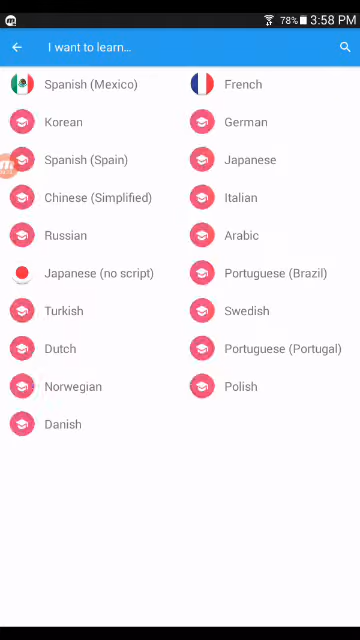 78% 3:58 PM
I want to learn...
Spanish (Mexico) French
Korean German
Spanish (Spain) Japanese
Chinese (Simplified) Italian
Russian Arabic
Japanese (no script) Portuguese (Brazil)
Turkish Swedish
Dutch Portuguese (Portugal)
Norwegian Polish
Danish